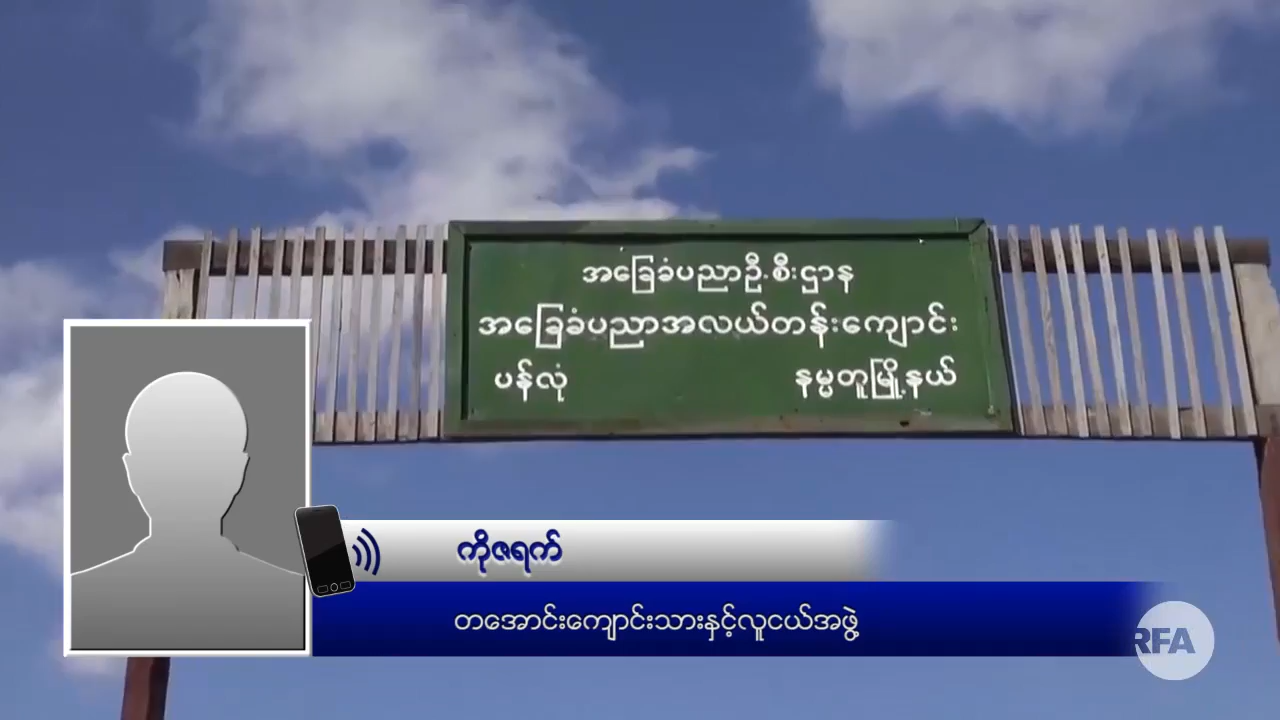 အခြေခံပညာဦးစီးဌာန
အခြေခံပညာအလယ်တန်းကျောင်း
ပန်လုံ နမ္မတူမြို့နယ်
ကိုဇရက်
တအောင်းကျောင်းသားနှင့်လူငယ်အဖွဲ့
RFA